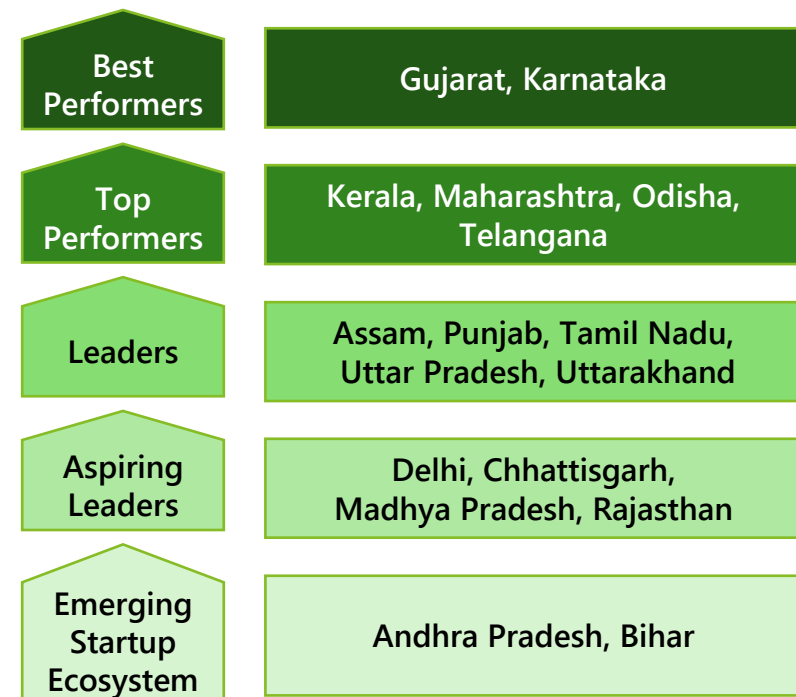 Best
Performers
Gujarat, Karnataka
Top
Performers
Kerala, Maharashtra, Odisha,
Telangana
Leaders
Assam, Punjab, Tamil Nadu,
Uttar Pradesh, Uttarakhand
Aspiring
Leaders
Delhi, Chhattisgarh,
Madhya Pradesh, Rajasthan
Emerging
Startup
Ecosystem
Andhra Pradesh, Bihar